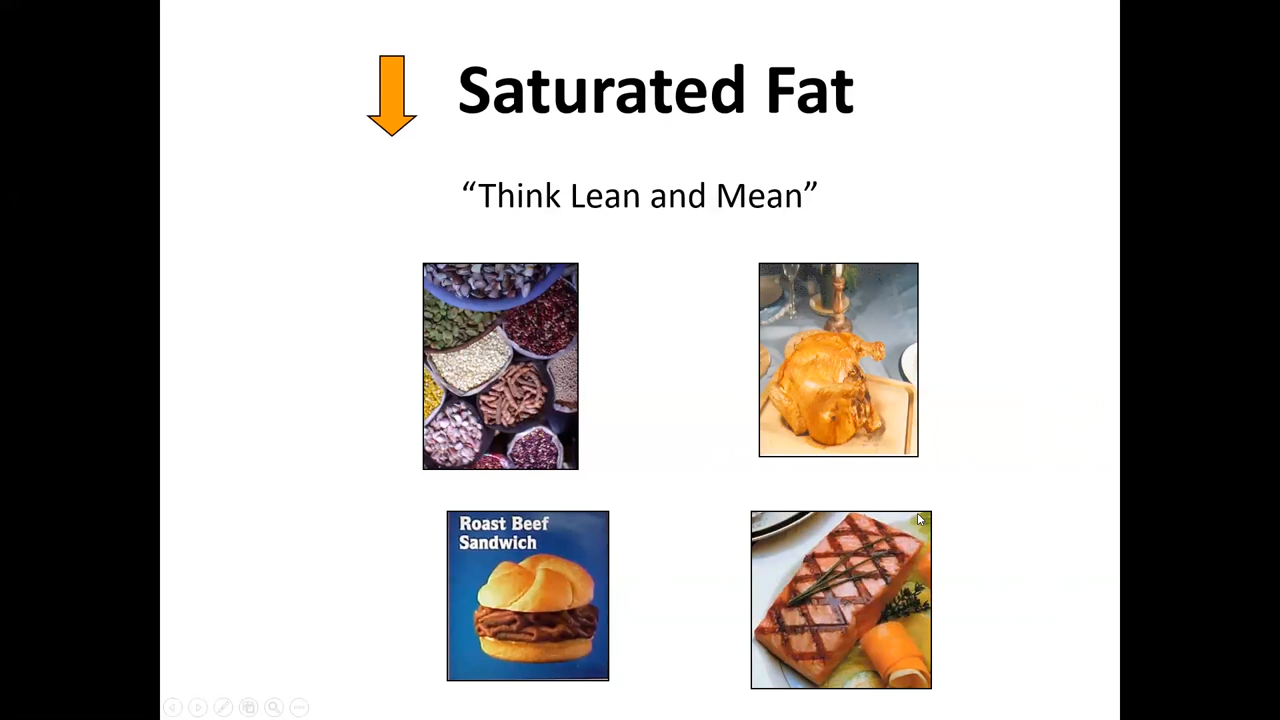 Saturated Fat
“Think Lean and Mean”
Roast Beef
Sandwich